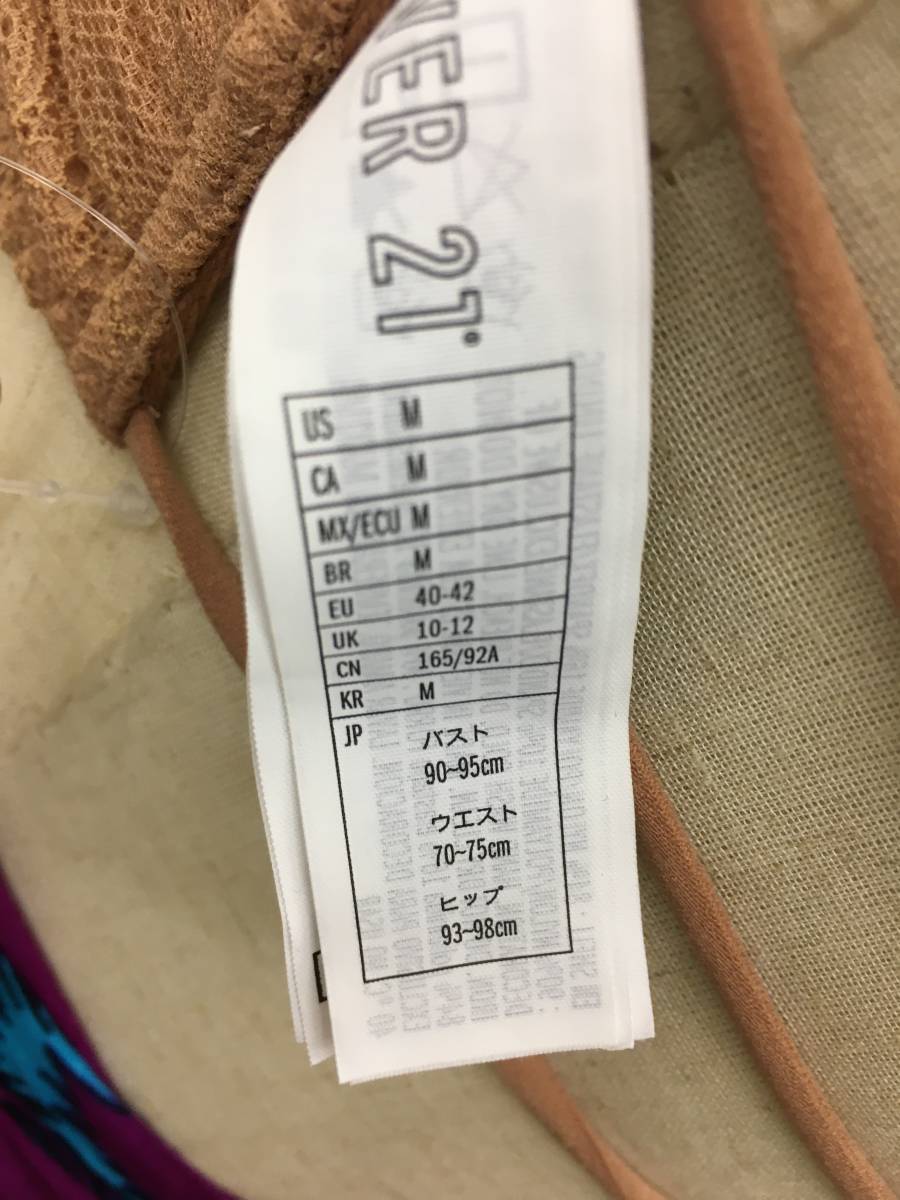 VER 21
US M
CA M
MX/ECU M
BR M
EU 40-42
UK 10-12
CN 165/92A
KR M
JP バスト
90~95cm
ウエスト
70~75cm
ヒップ
93~98cm